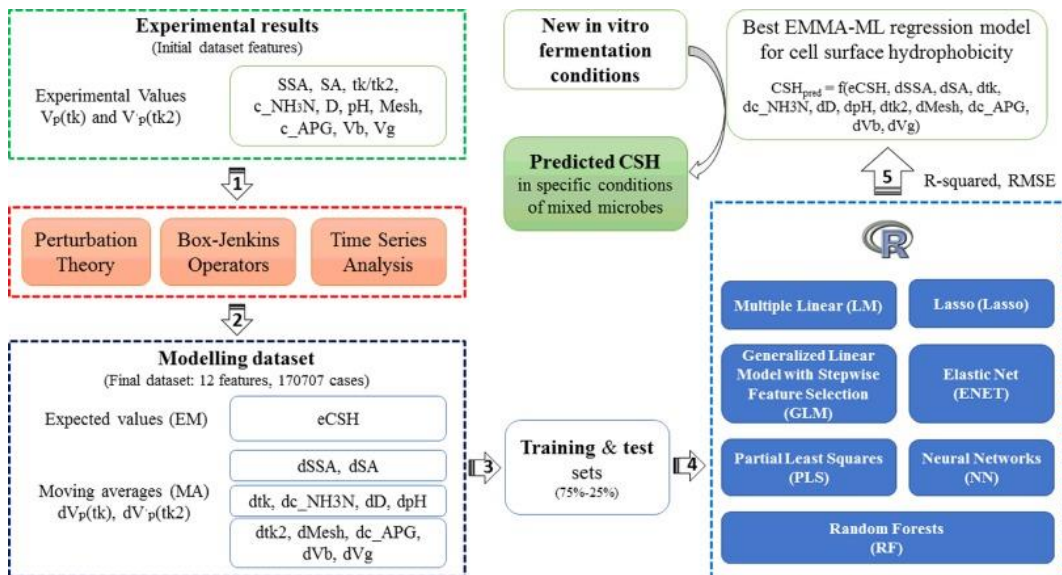 Experimental results
(Initial dataset features)
Experimental Values
Vp(tk) and V'p(tk2)
SSA, SA, tk/tk2,
c_NH3N, D, pH, Mesh,
c_APG, Vb, Vg
1
Perturbation
Theory
Box-Jenkins
Operators
Time Series
Analysis
2
Modelling dataset
(Final dataset: 12 features, 170707 cases)
Expected values (EM)
eCSH
Moving averages (MA)
dVp(tk), dV'p(tk2)
dSSA, dSA
dtk, dc_NH3N, dD, dpH
dtk2, dMesh, dc_APG,
dVb, dVg
3
Training & test
sets
(75%-25%)
4
R
Multiple Linear (LM)
Lasso (Lasso)
Generalized Linear
Model with Stepwise
Feature Selection
(GLM)
Elastic Net
(ENET)
Partial Least Squares
(PLS)
Neural Networks
(NN)
Random Forests
(RF)
5
R-squared, RMSE
Best EMMA-ML regression model
for cell surface hydrophobicity
CSHpred = f(eCSH, dSSA, dSA, dtk,
dc_NH3N, dD, dpH, dtk2, dMesh, dc_APG,
dVb, dVg)
New in vitro
fermentation
conditions
Predicted CSH
in specific conditions
of mixed microbes